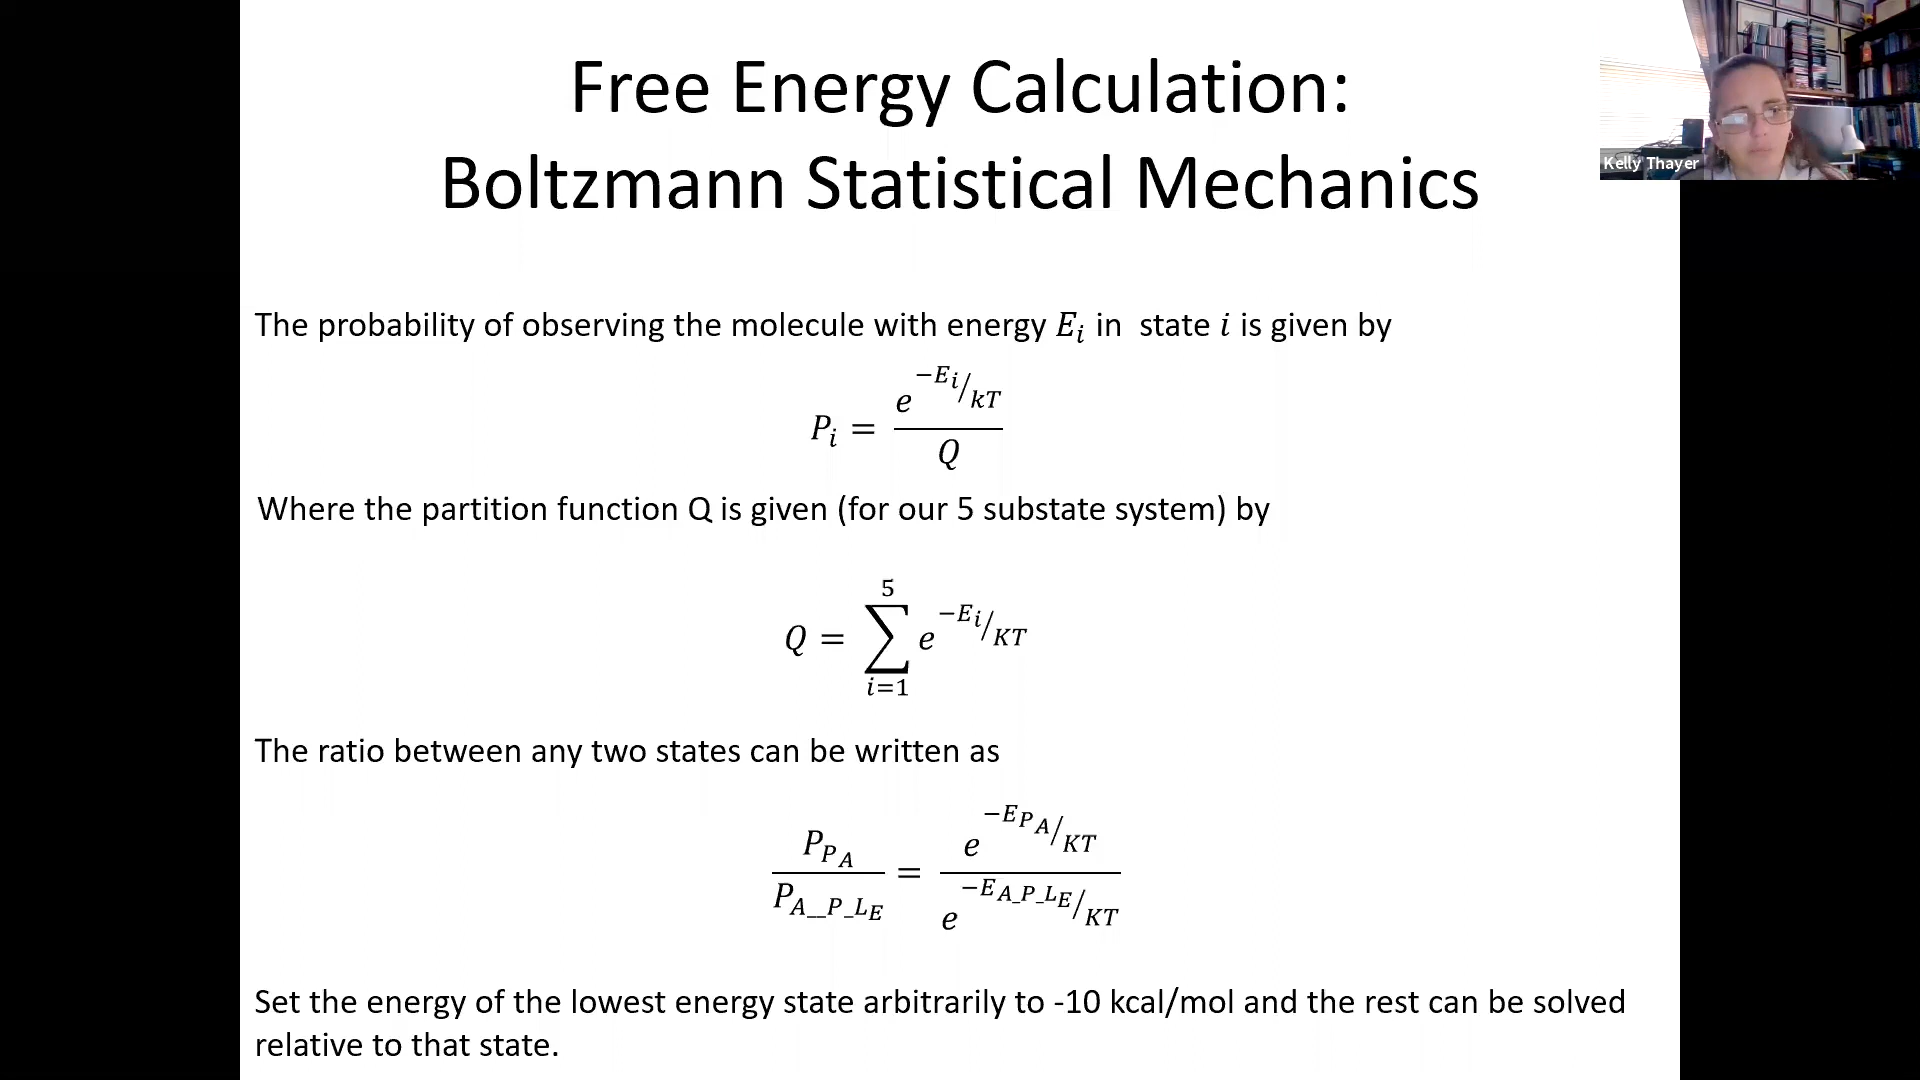 Free Energy Calculation:
Boltzmann Statistical Mechanics
Kelly Thayer
The probability of observing the molecule with energy E_i in state i is given by
P_i = e^{-E_i/kT} / Q
Where the partition function Q is given (for our 5 substate system) by
Q = \sum_{i=1}^{5} e^{-E_i/KT}
The ratio between any two states can be written as
P_{P_A} / P_{A__P_L_E} = e^{-E_{P_A}/KT} / e^{-E_{A_P_L_E}/KT}
Set the energy of the lowest energy state arbitrarily to -10 kcal/mol and the rest can be solved
relative to that state.